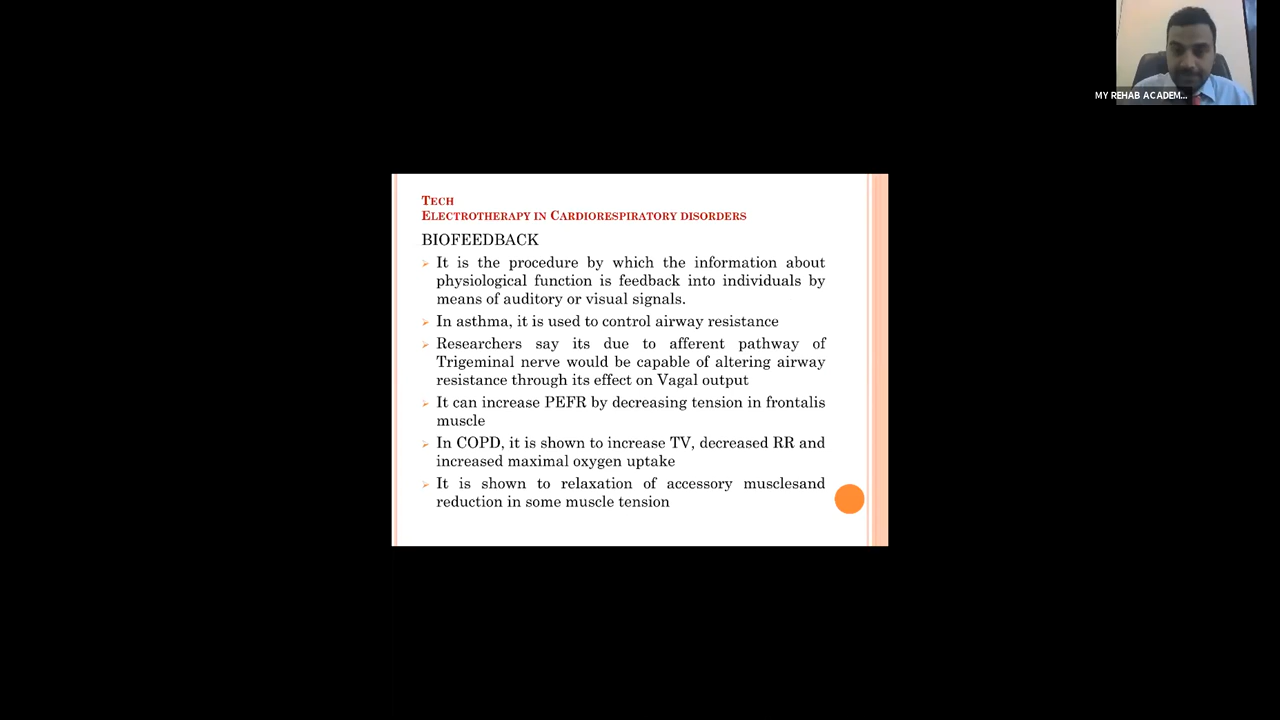 MY REHAB ACADEM...
TECH
ELECTROTHERAPY IN CARDIORESPIRATORY DISORDERS
BIOFEEDBACK
It is the procedure by which the information about
physiological function is feedback into individuals by
means of auditory or visual signals.
In asthma, it is used to control airway resistance
Researchers say its due to afferent pathway of
Trigeminal nerve would be capable of altering airway
resistance through its effect on Vagal output
It can increase PEFR by decreasing tension in frontalis
muscle
In COPD, it is shown to increase TV, decreased RR and
increased maximal oxygen uptake
It is shown to relaxation of accessory musclesand
reduction in some muscle tension